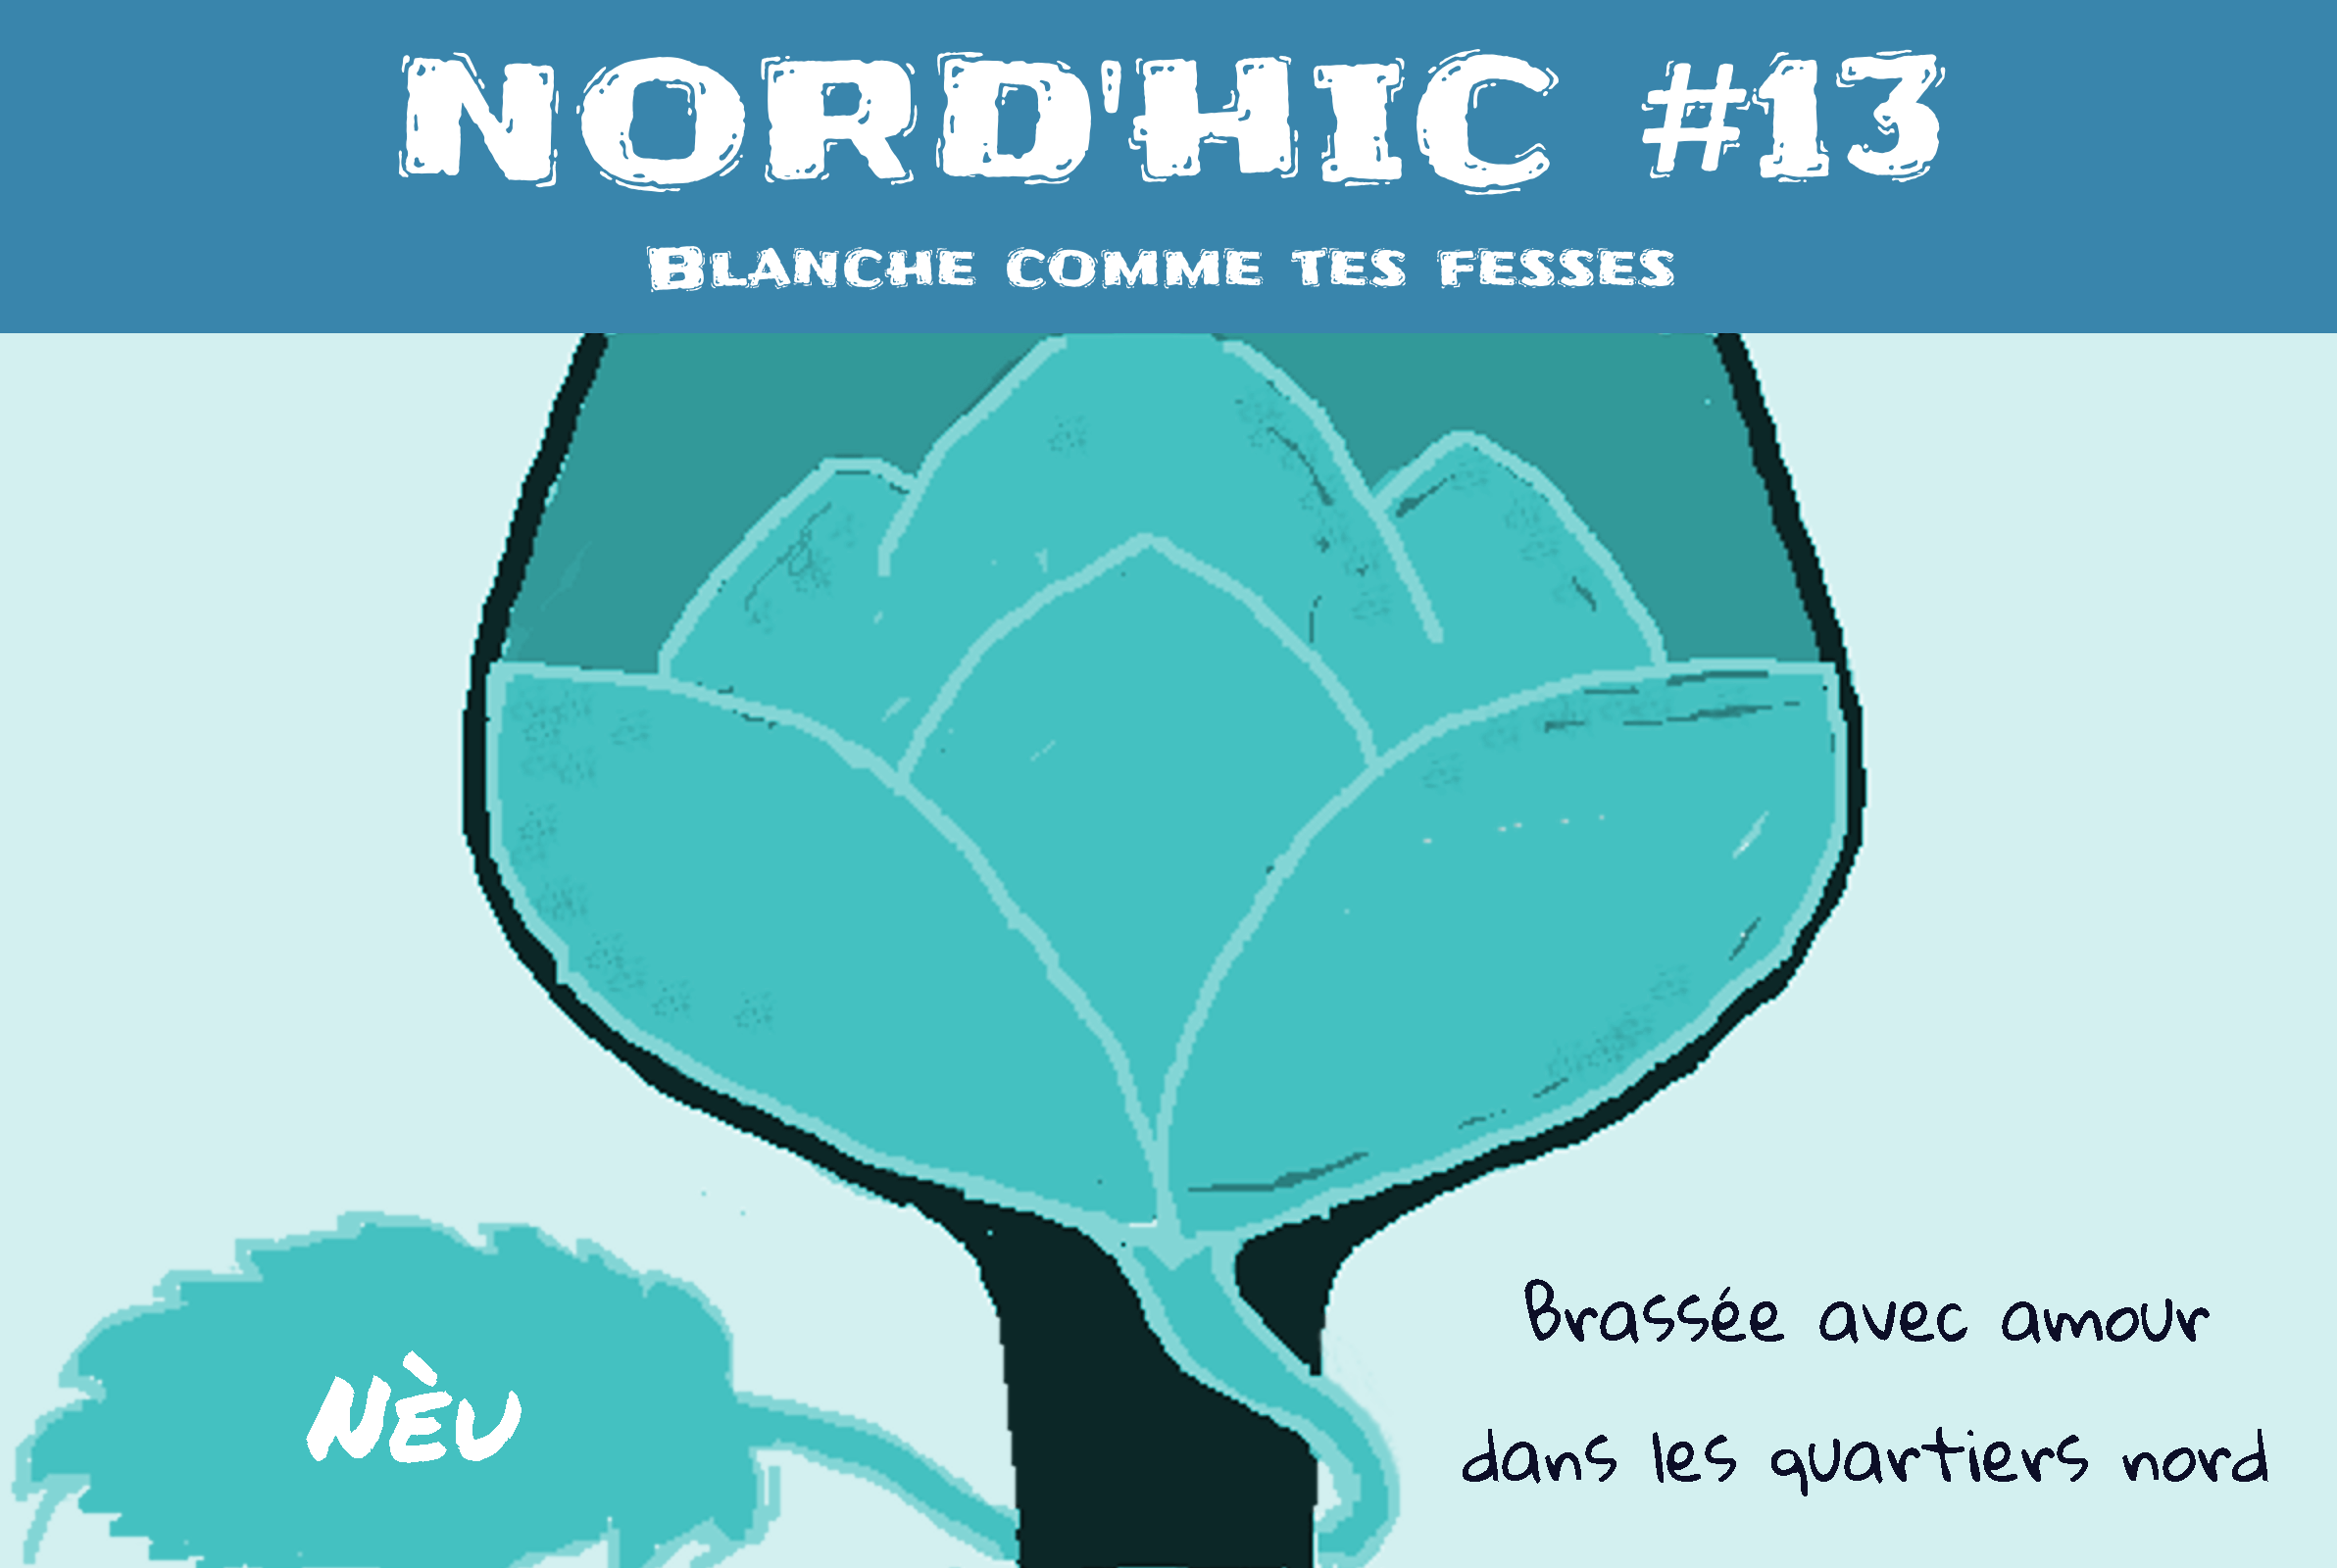 NORD'HIC #13
BLANCHE COMME TES FESSES
NÈU
Brassée avec amour
dans les quartiers nord